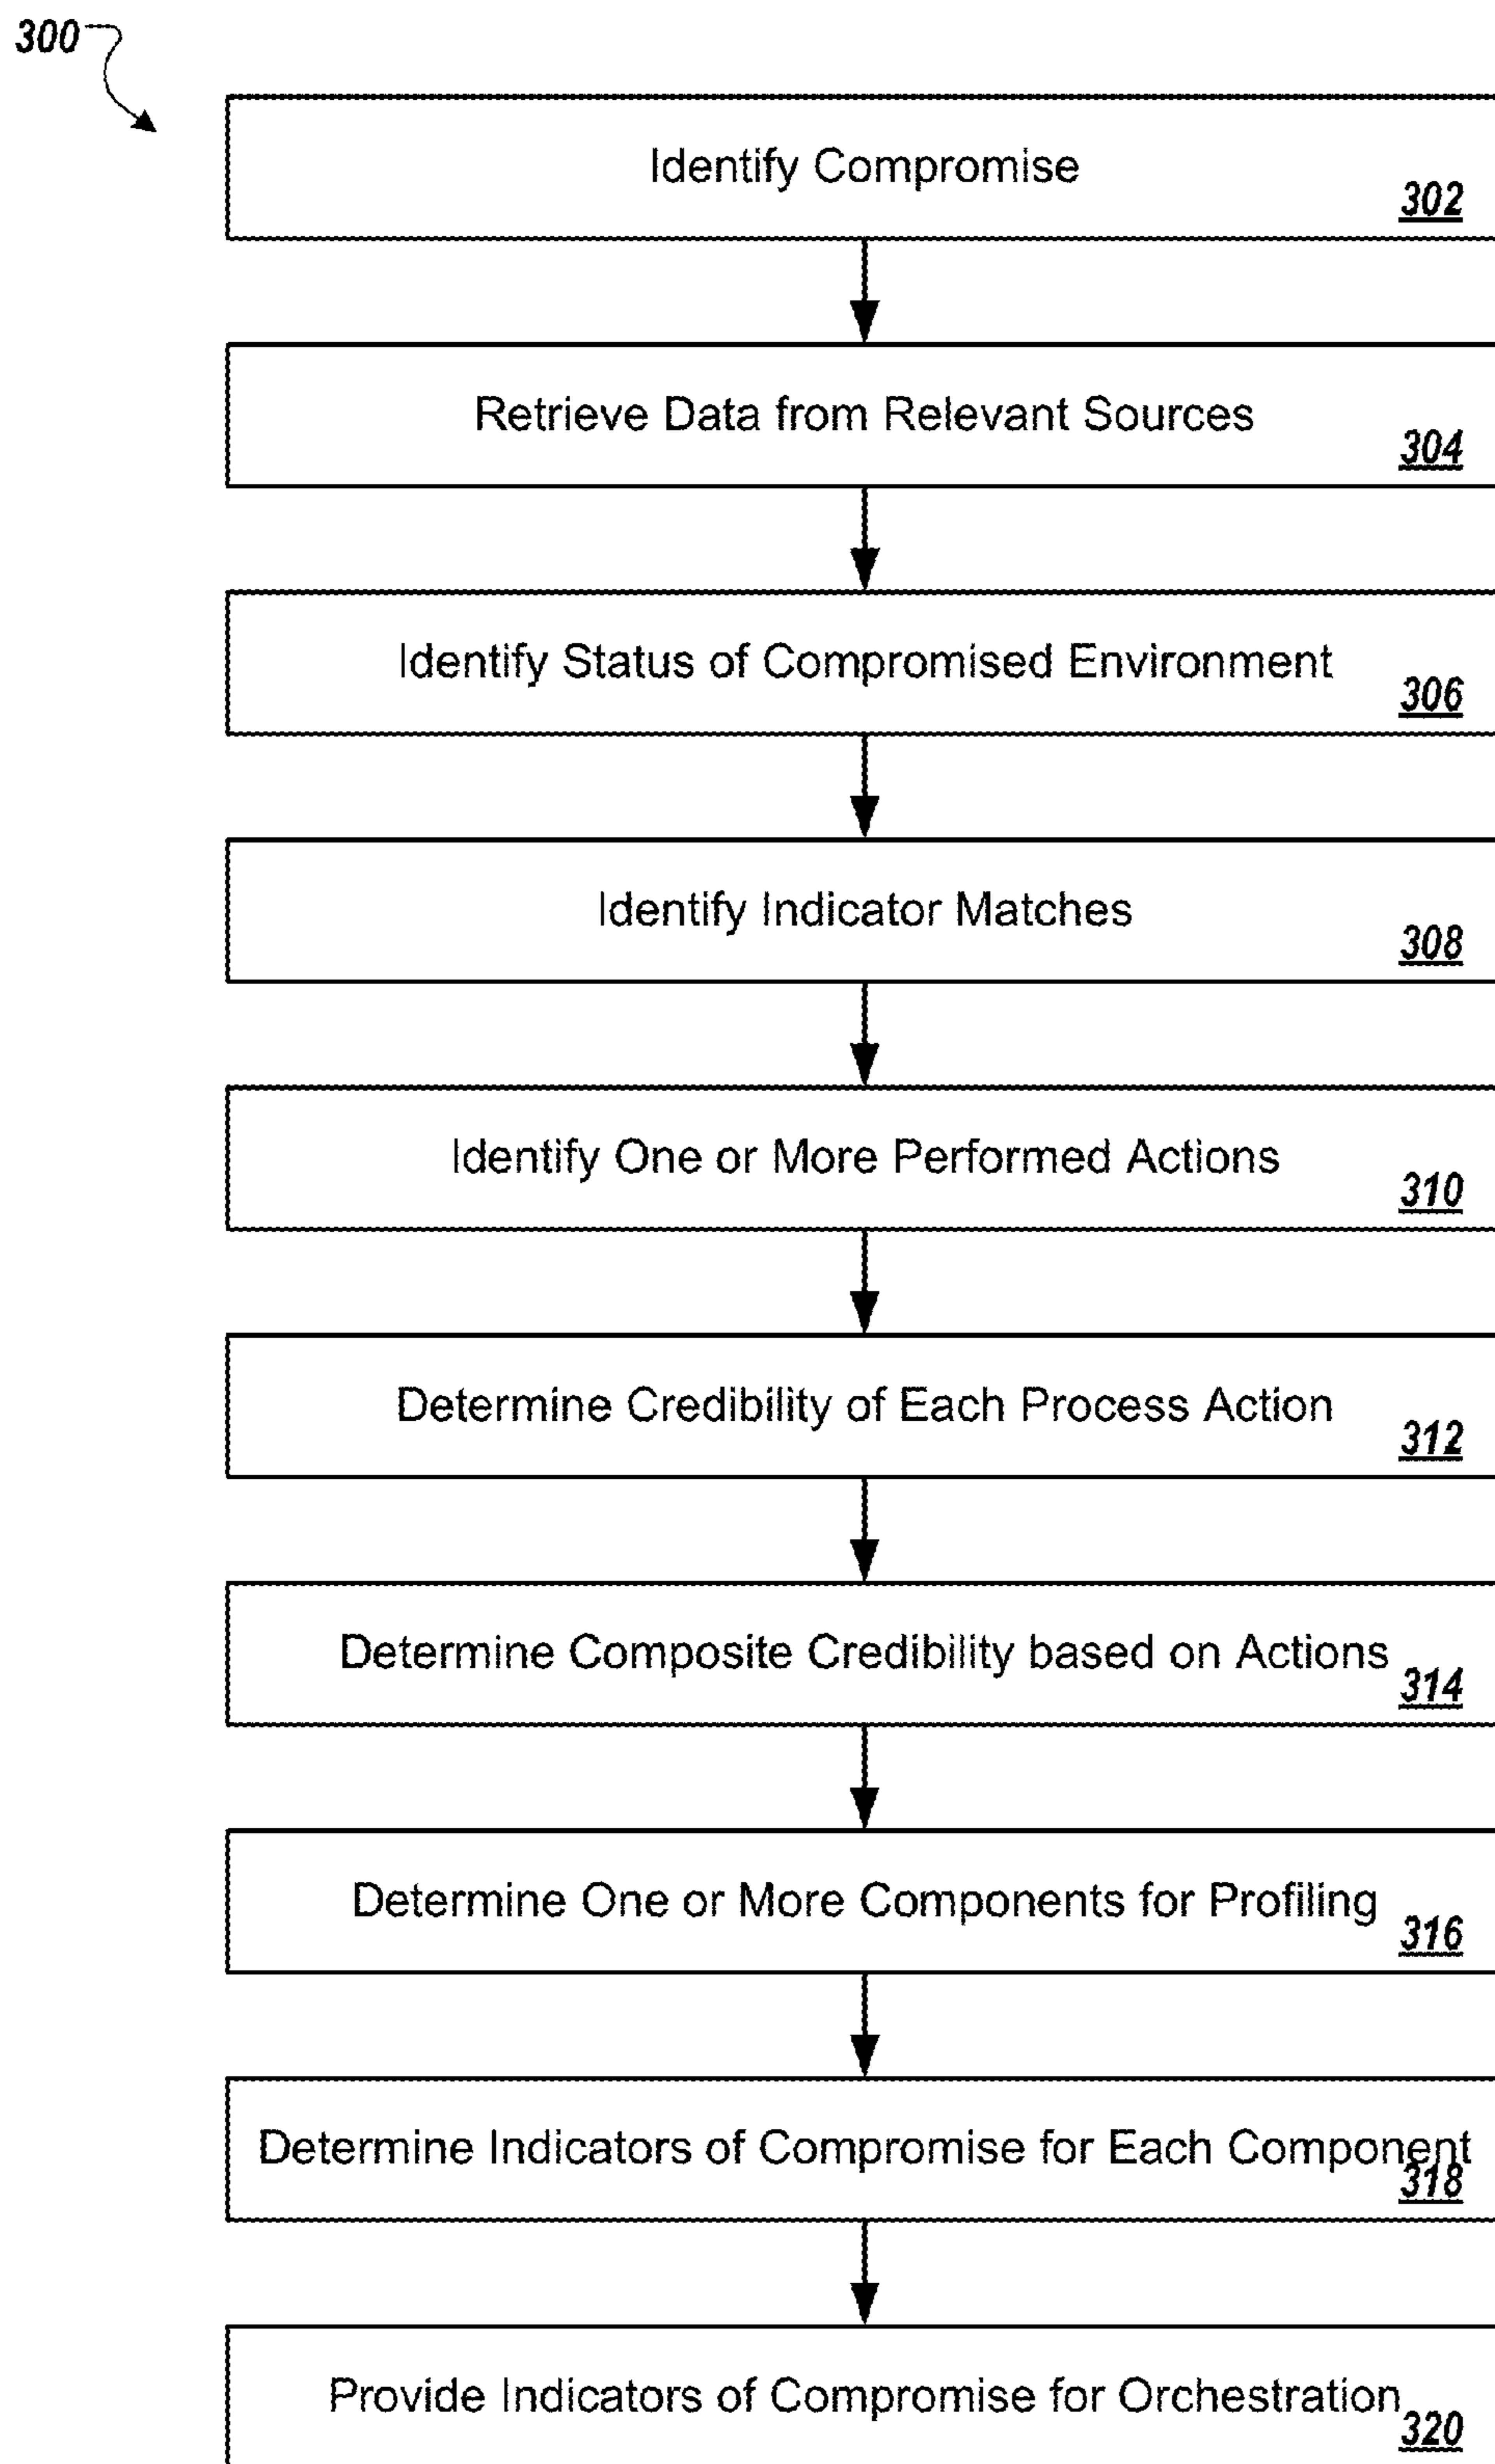 300
Identify Compromise
302
Retrieve Data from Relevant Sources
304
Identify Status of Compromised Environment
306
Identify Indicator Matches
308
Identify One or More Performed Actions
310
Determine Credibility of Each Process Action
312
Determine Composite Credibility based on Actions
314
Determine One or More Components for Profiling
316
Determine Indicators of Compromise for Each Component
318
Provide Indicators of Compromise for Orchestration
320